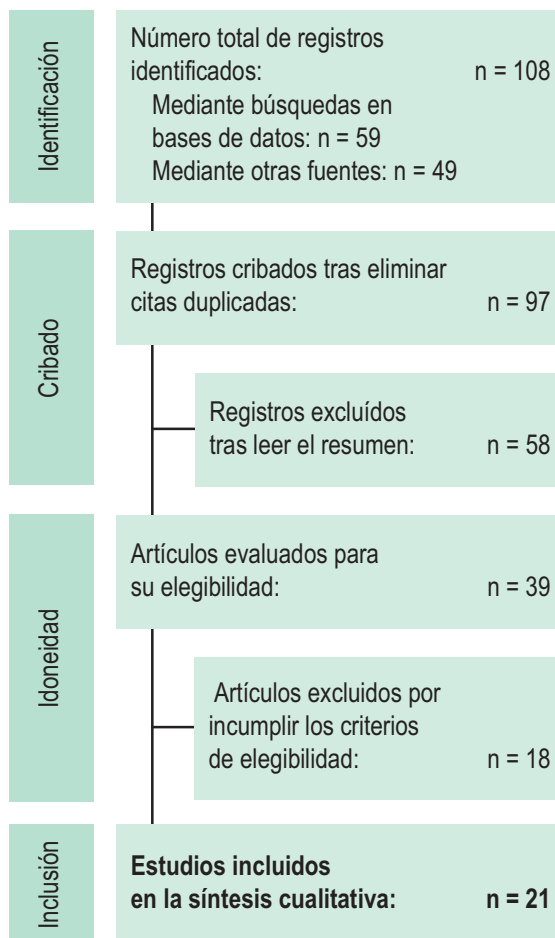 Identificación
Número total de registros
identificados: n = 108
Mediante búsquedas en
bases de datos: n = 59
Mediante otras fuentes: n = 49
Cribado
Registros cribados tras eliminar
citas duplicadas: n = 97
Registros excluídos
tras leer el resumen: n = 58
Idoneidad
Artículos evaluados para
su elegibilidad: n = 39
Artículos excluidos por
incumplir los criterios
de elegibilidad: n = 18
Inclusión
Estudios incluidos
en la síntesis cualitativa: n = 21